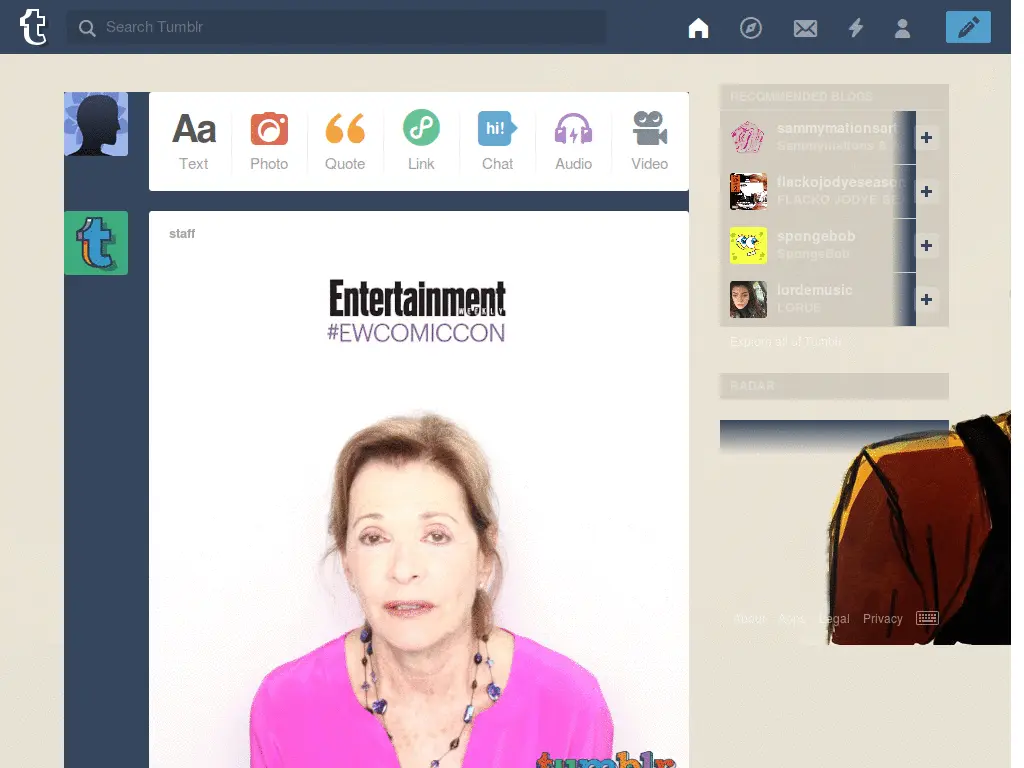 Search Tumblr
Aa
Text
Photo
Quote
Link
hi!
Chat
Audio
Video
staff
Entertainment
WEEKLY
#EWCOMICCON
tumblr
RECOMMENDED BLOGS
sammymationsart
Sammymations &
flackojodyeseason
FLACKO JODYE SE
spongebob
SpongeBob
lordemusic
LORDE
Explore all of Tumblr
RADAR
About Apps Legal Privacy